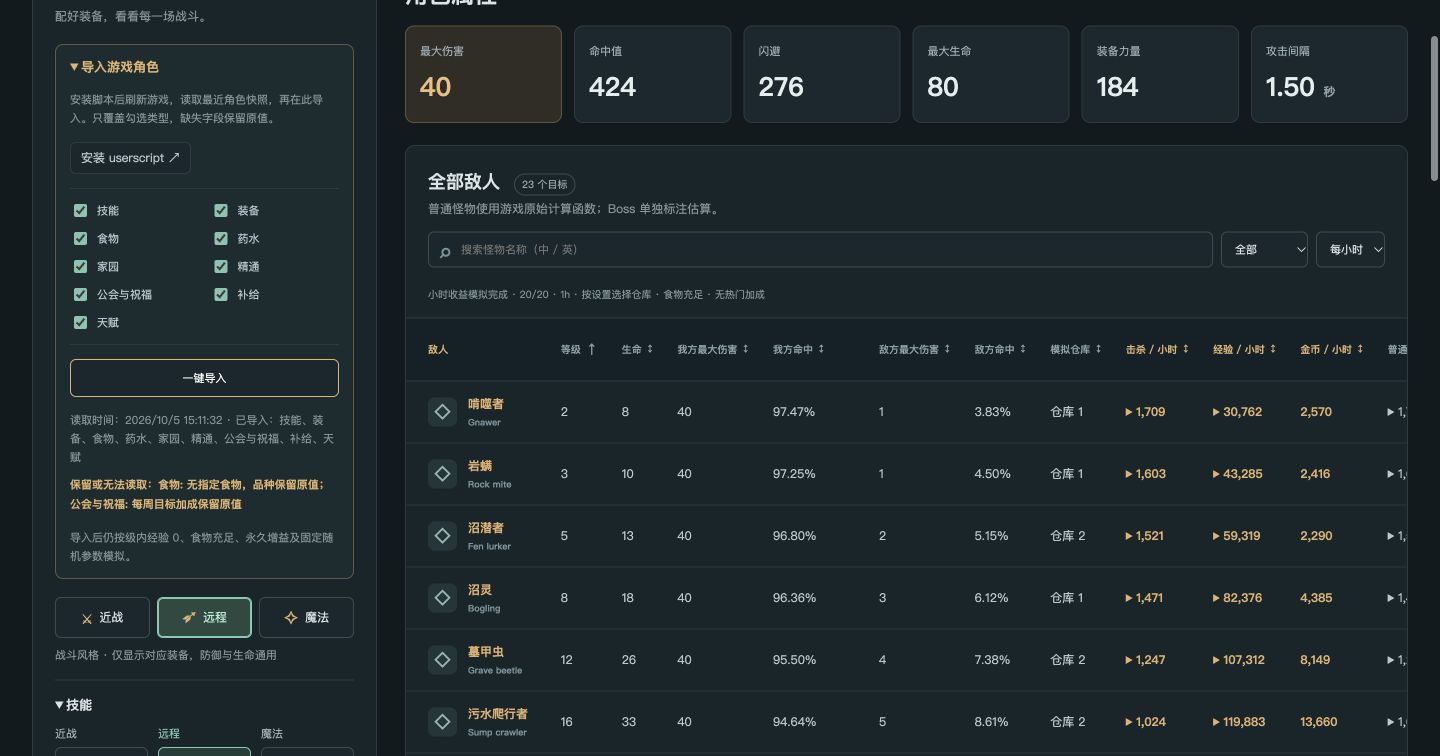 配好装备，看看每一场战斗。
▼导入游戏角色
安装脚本后刷新游戏，读取最近角色快照，再在此导
入。只覆盖勾选类型，缺失字段保留原值。
安装 userscript ↗
技能
装备
食物
药水
家园
精通
公会与祝福
补给
天赋
一键导入
读取时间：2026/10/5 15:11:32 · 已导入：技能、装
备、食物、药水、家园、精通、公会与祝福、补给、天
赋
保留或无法读取：食物: 无指定食物，品种保留原值；
公会与祝福: 每周目标加成保留原值
导入后仍按级内经验 0、食物充足、永久增益及固定随
机参数模拟。
近战
远程
魔法
战斗风格 · 仅显示对应装备，防御与生命通用
▼技能
近战
远程
魔法
角色属性
最大伤害
40
命中值
424
闪避
276
最大生命
80
装备力量
184
攻击间隔
1.50 秒
全部敌人 23 个目标
普通怪物使用游戏原始计算函数；Boss 单独标注估算。
搜索怪物名称（中 / 英）
全部
每小时
小时收益模拟完成 · 20/20 · 1h · 按设置选择仓库 · 食物充足 · 无热门加成
敌人 等级 ↑ 生命 ↕ 我方最大伤害 ↕ 我方命中 ↕ 敌方最大伤害 ↕ 敌方命中 ↕ 模拟仓库 ↕ 击杀 / 小时 ↕ 经验 / 小时 ↕ 金币 / 小时 ↕ 普通
啃噬者
Gnawer
2 8 40 97.47% 1 3.83% 仓库 1 ▶1,709 ▶30,762 2,570 ▶1,
岩螨
Rock mite
3 10 40 97.25% 1 4.50% 仓库 1 ▶1,603 ▶43,285 2,416 ▶1,
沼潜者
Fen lurker
5 13 40 96.80% 2 5.15% 仓库 2 ▶1,521 ▶59,319 2,290 ▶1,
沼灵
Bogling
8 18 40 96.36% 3 6.12% 仓库 1 ▶1,471 ▶82,376 4,385 ▶1,
墓甲虫
Grave beetle
12 26 40 95.50% 4 7.38% 仓库 2 ▶1,247 ▶107,312 8,149 ▶1,
污水爬行者
Sump crawler
16 33 40 94.64% 5 8.61% 仓库 2 ▶1,024 ▶119,883 13,660 ▶1,